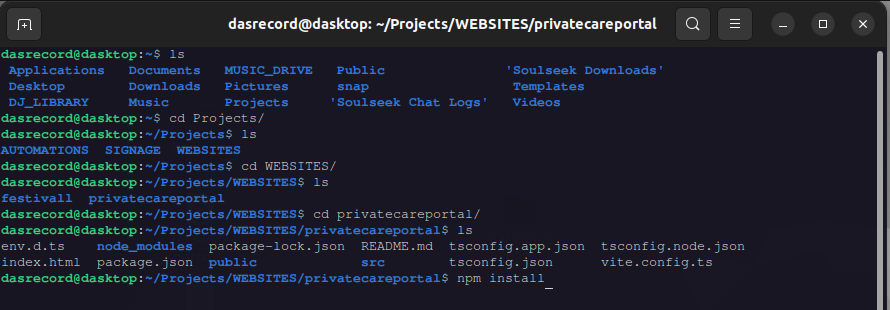 dasrecord@dasktop: ~/Projects/WEBSITES/privatecareportal
dasrecord@dasktop:~$ ls
Applications Documents MUSIC_DRIVE Public 'Soulseek Downloads'
Desktop Downloads Pictures snap Templates
DJ_LIBRARY Music Projects 'Soulseek Chat Logs' Videos
dasrecord@dasktop:~$ cd Projects/
dasrecord@dasktop:~/Projects$ ls
AUTOMATIONS SIGNAGE WEBSITES
dasrecord@dasktop:~/Projects$ cd WEBSITES/
dasrecord@dasktop:~/Projects/WEBSITES$ ls
festivall privatecareportal
dasrecord@dasktop:~/Projects/WEBSITES$ cd privatecareportal/
dasrecord@dasktop:~/Projects/WEBSITES/privatecareportal$ ls
env.d.ts node_modules package-lock.json README.md tsconfig.app.json tsconfig.node.json
index.html package.json public src tsconfig.json vite.config.ts
dasrecord@dasktop:~/Projects/WEBSITES/privatecareportal$ npm install